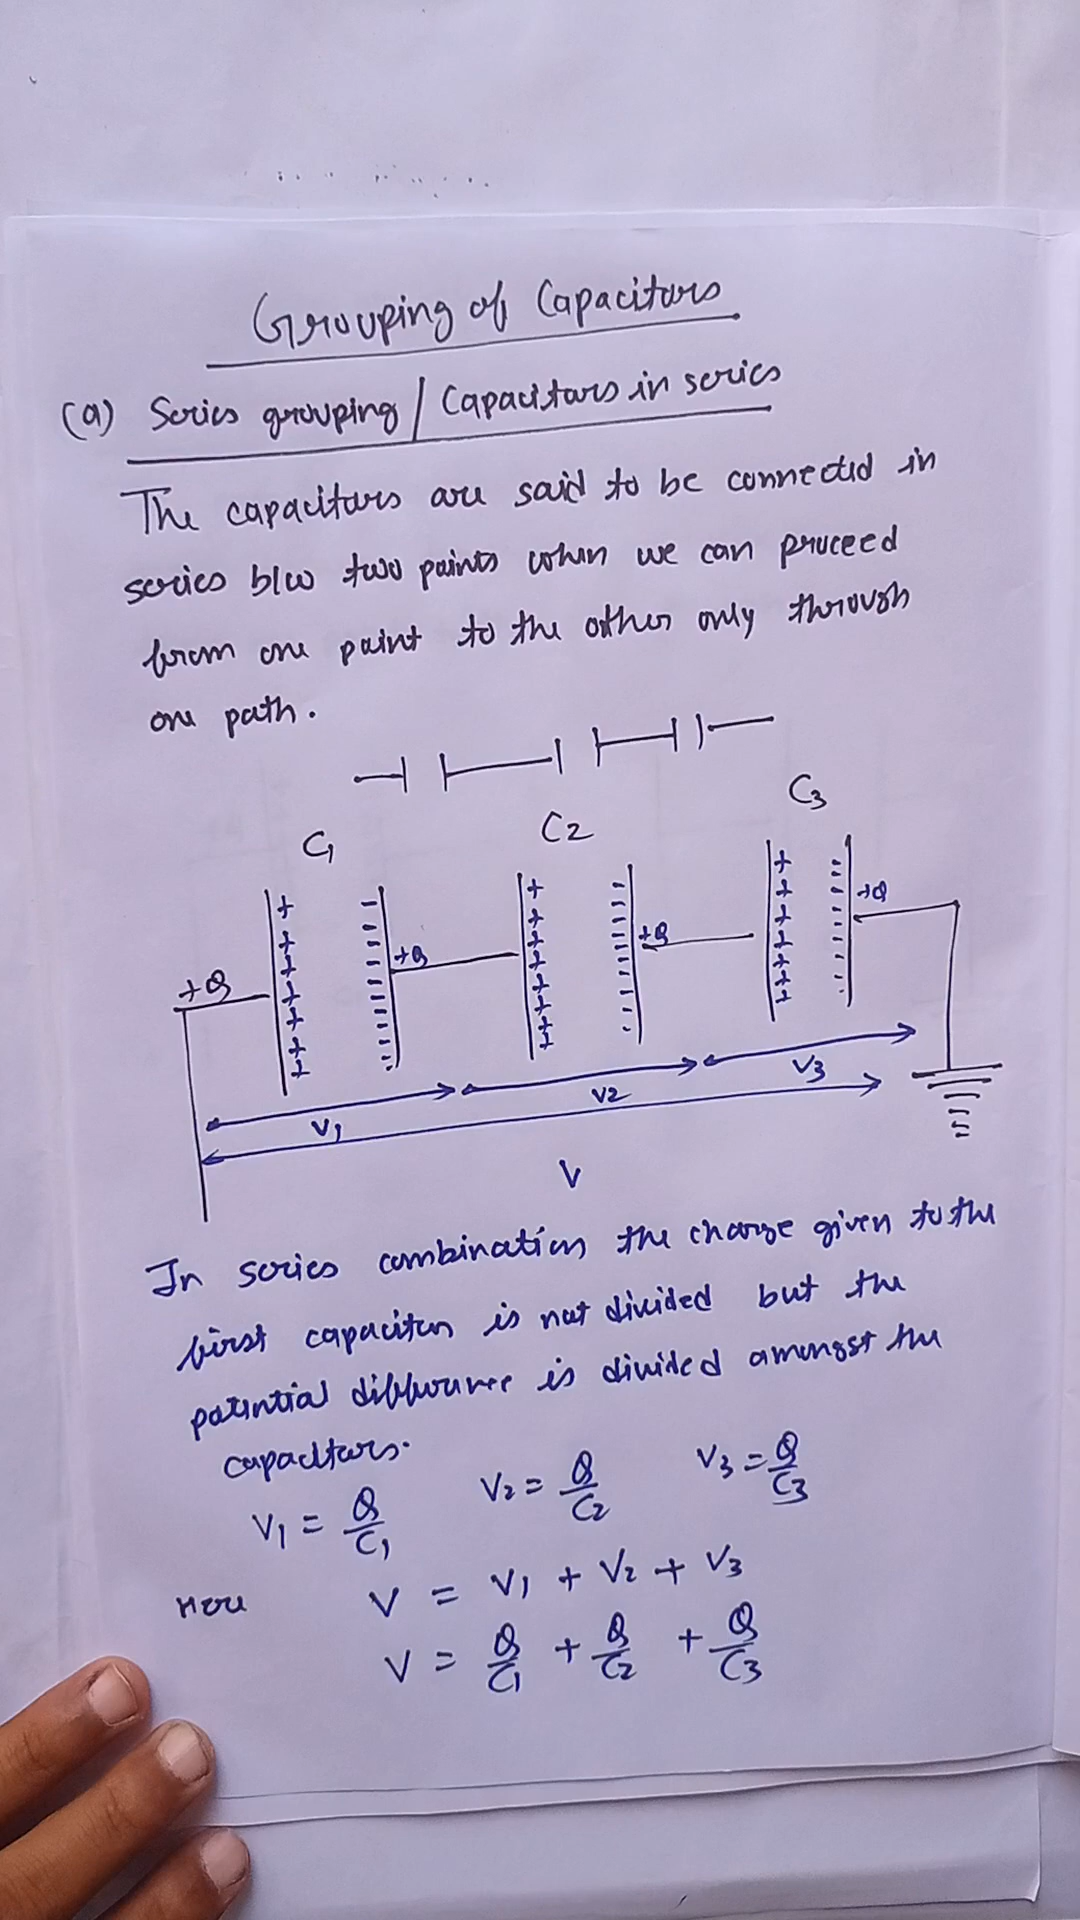 Grouping of Capacitors
(a) Series grouping / Capacitors in series
The capacitors are said to be connected in
series b/w two points when we can proceed
from one point to the other only through
one path.
C1 C2 C3
+Q +Q +Q +Q
V1 V2 V3
V
In series combination the charge given to the
first capacitor is not divided but the
potential difference is divided amongst the
capacitors.
V1 = Q/C1 V2 = Q/C2 V3 = Q/C3
Here V = V1 + V2 + V3
V = Q/C1 + Q/C2 + Q/C3